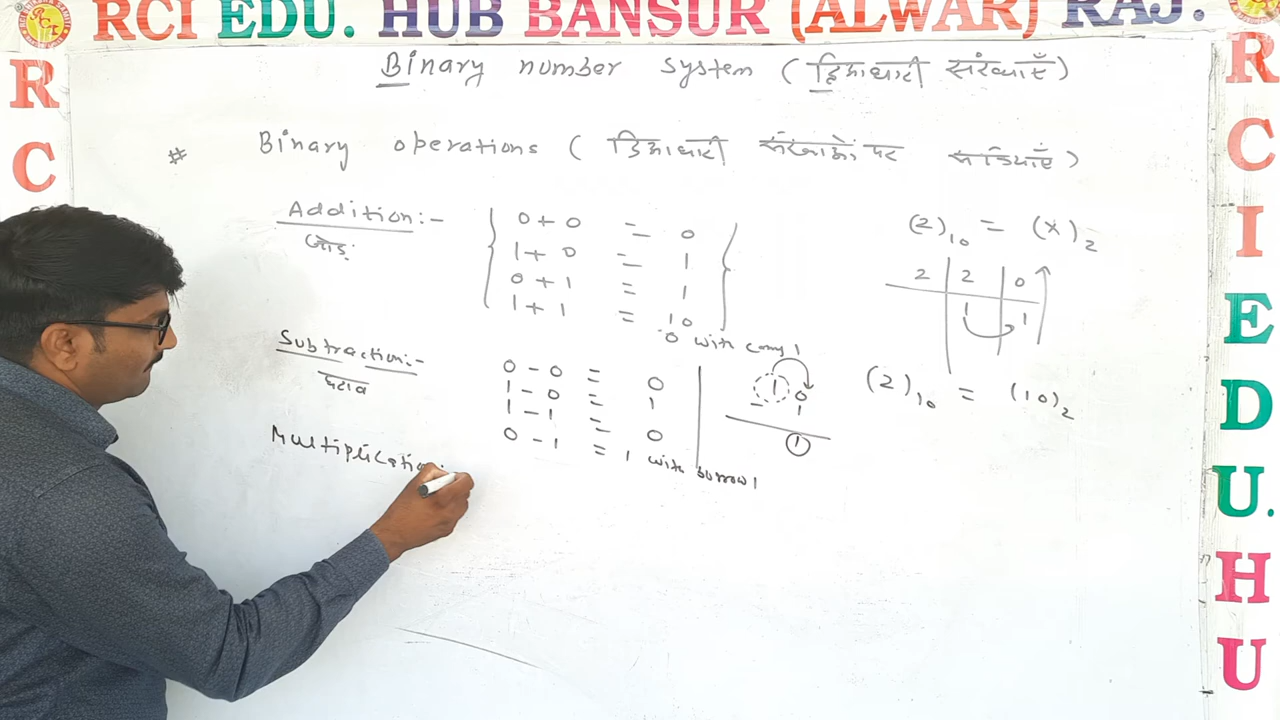 RCI EDU. HUB BANSUR (ALWAR) RAJ.
R
C
R
C
I
E
D
U.
H
U
Binary number system (द्विआधारी संख्याएँ)
# Binary operations (द्विआधारी संख्याओं पर संक्रियाएँ)
Addition:-
जोड़:
0 + 0 = 0
1 + 0 = 1
0 + 1 = 1
1 + 1 = 10
0 with carry 1
Subtraction:-
घटाव
0 - 0 = 0
1 - 0 = 1
1 - 1 = 0
0 - 1 = 1 with borrow 1
1 0
- 1
1
Multiplication:
(2)₁₀ = (x)₂
2 2 0
1 1
(2)₁₀ = (10)₂